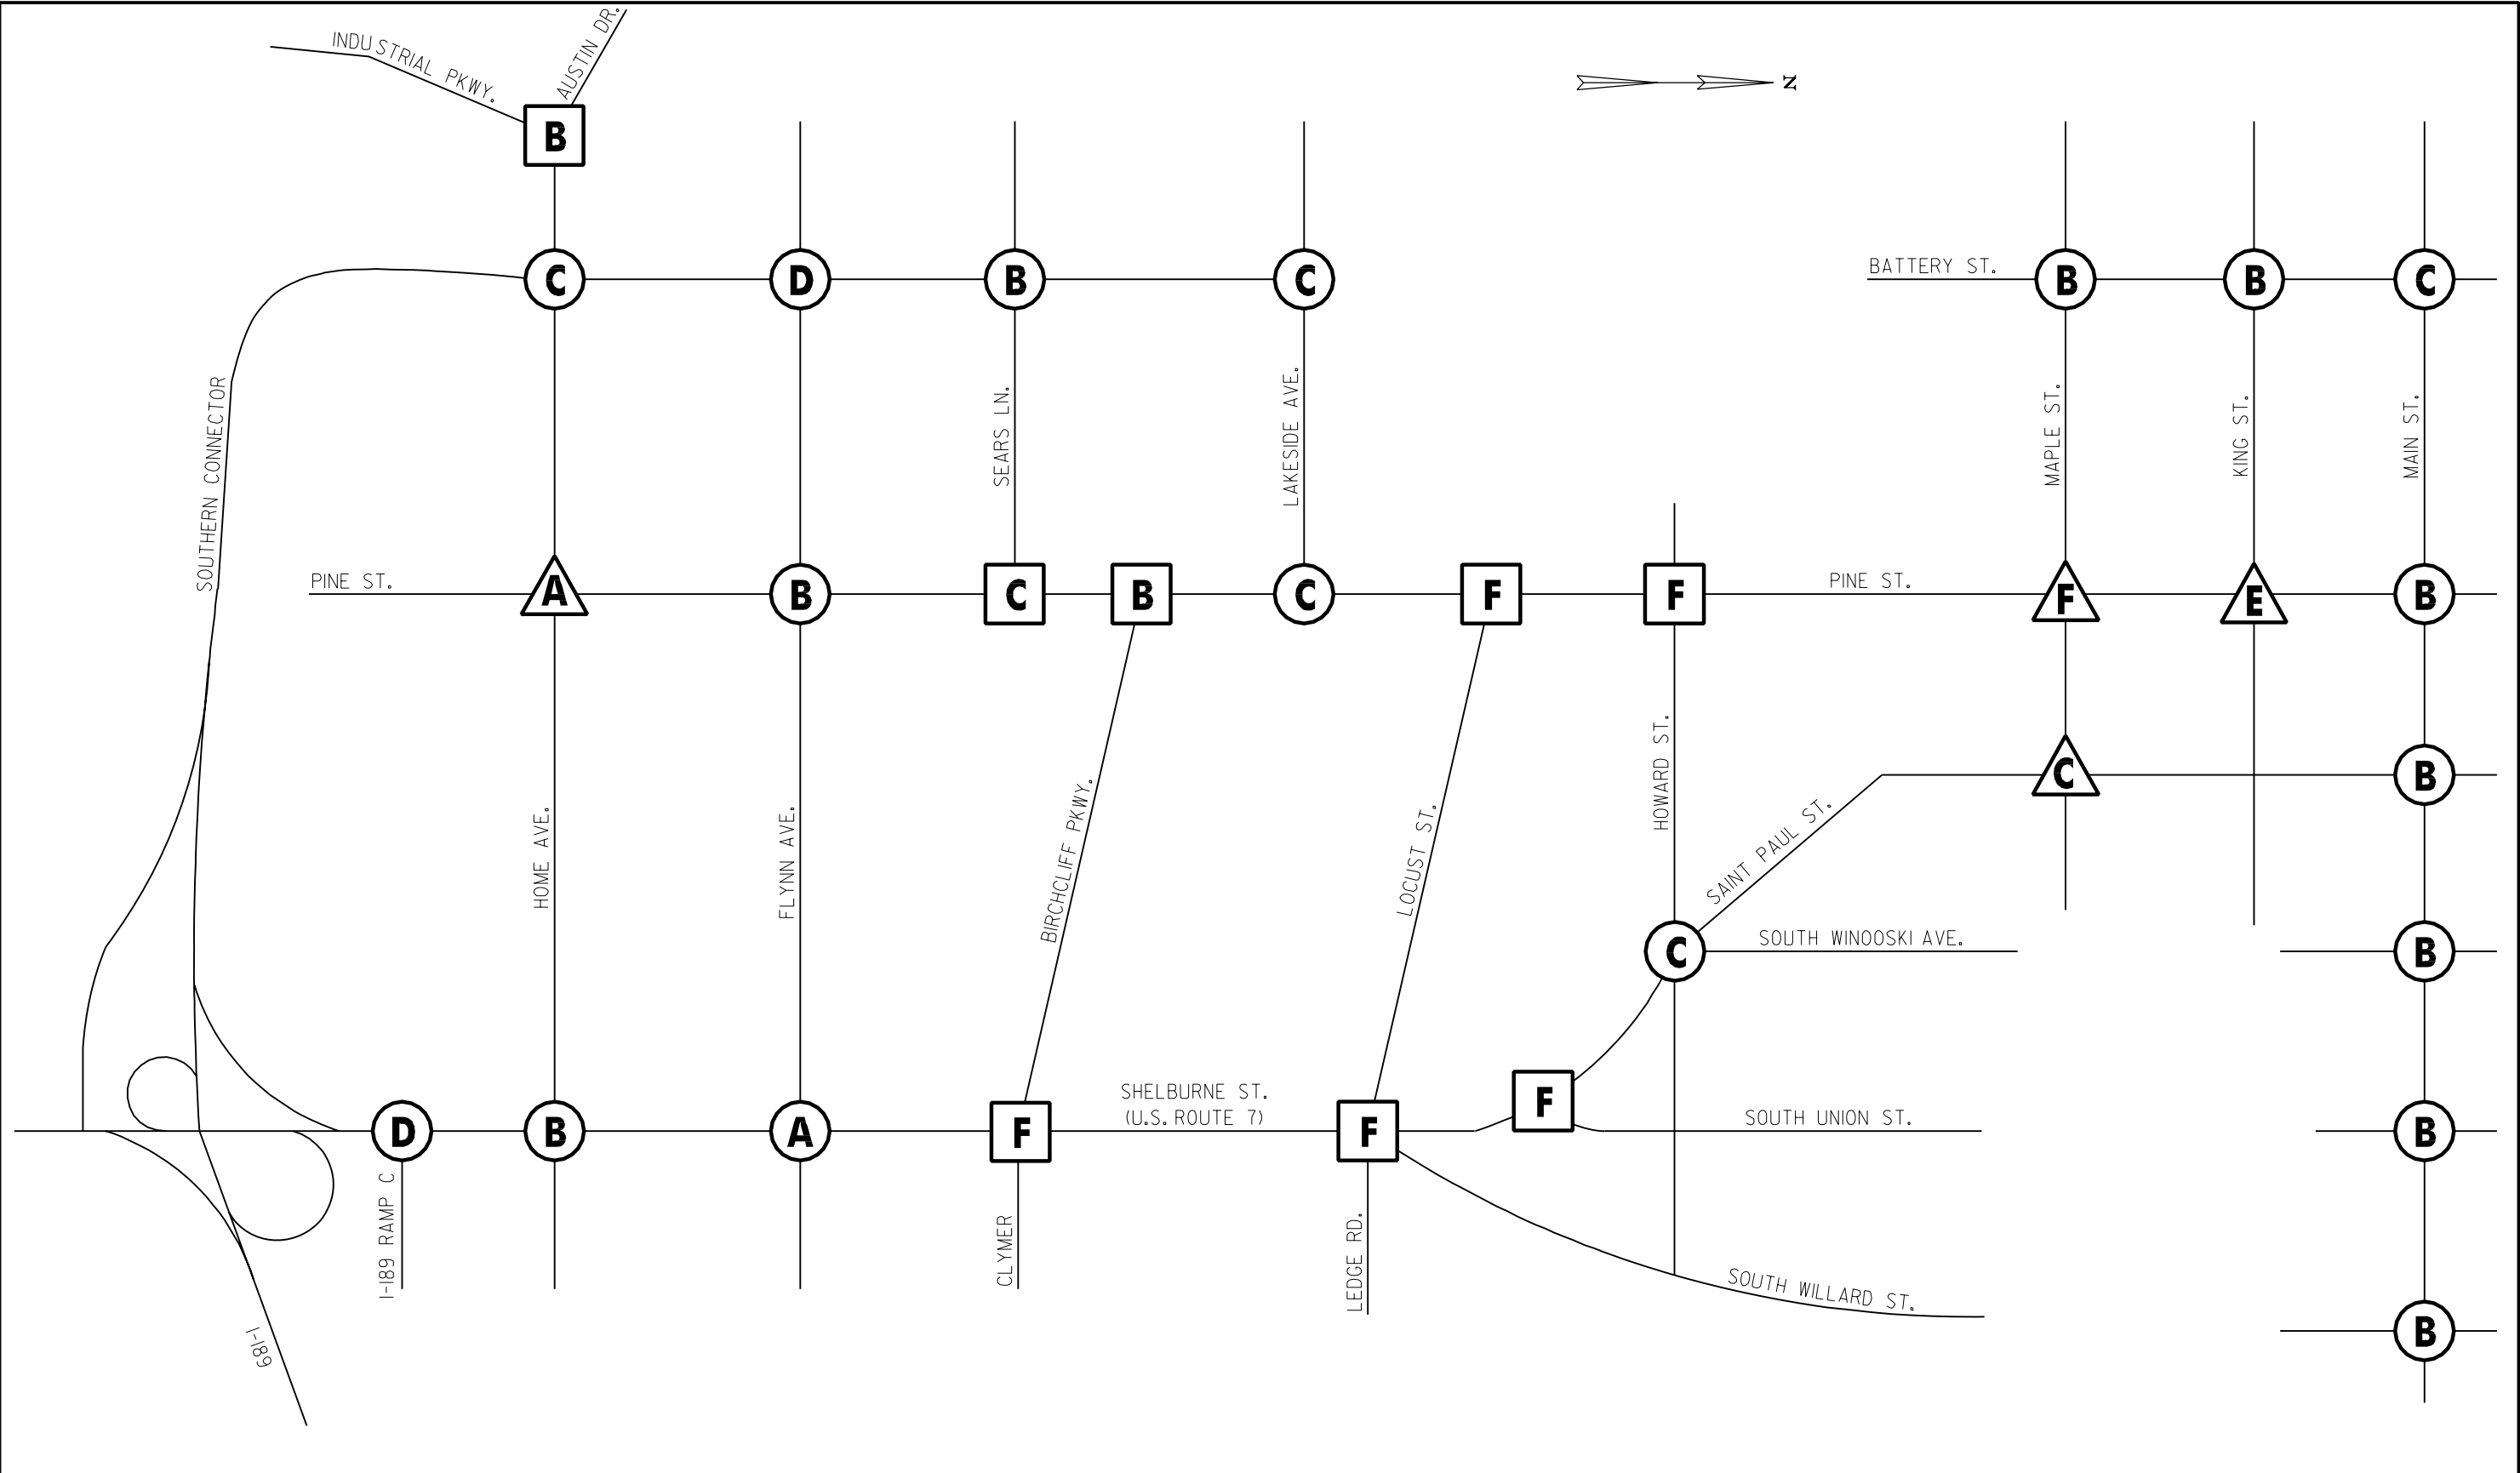 INDUSTRIAL PKWY.
AUSTIN DR.
N
B
C
D
B
C
BATTERY ST.
B
B
C
SOUTHERN CONNECTOR
SEARS LN.
LAKESIDE AVE.
MAPLE ST.
KING ST.
MAIN ST.
PINE ST.
A
B
C
B
C
F
F
PINE ST.
F
E
B
HOME AVE.
FLYNN AVE.
BIRCHCLIFF PKWY.
LOCUST ST.
HOWARD ST.
SAINT PAUL ST.
C
B
C
SOUTH WINOOSKI AVE.
B
SHELBURNE ST.
(U.S. ROUTE 7)
F
SOUTH UNION ST.
D
B
A
F
F
B
I-189 RAMP C
CLYMER
LEDGE RD.
SOUTH WILLARD ST.
I-189
B